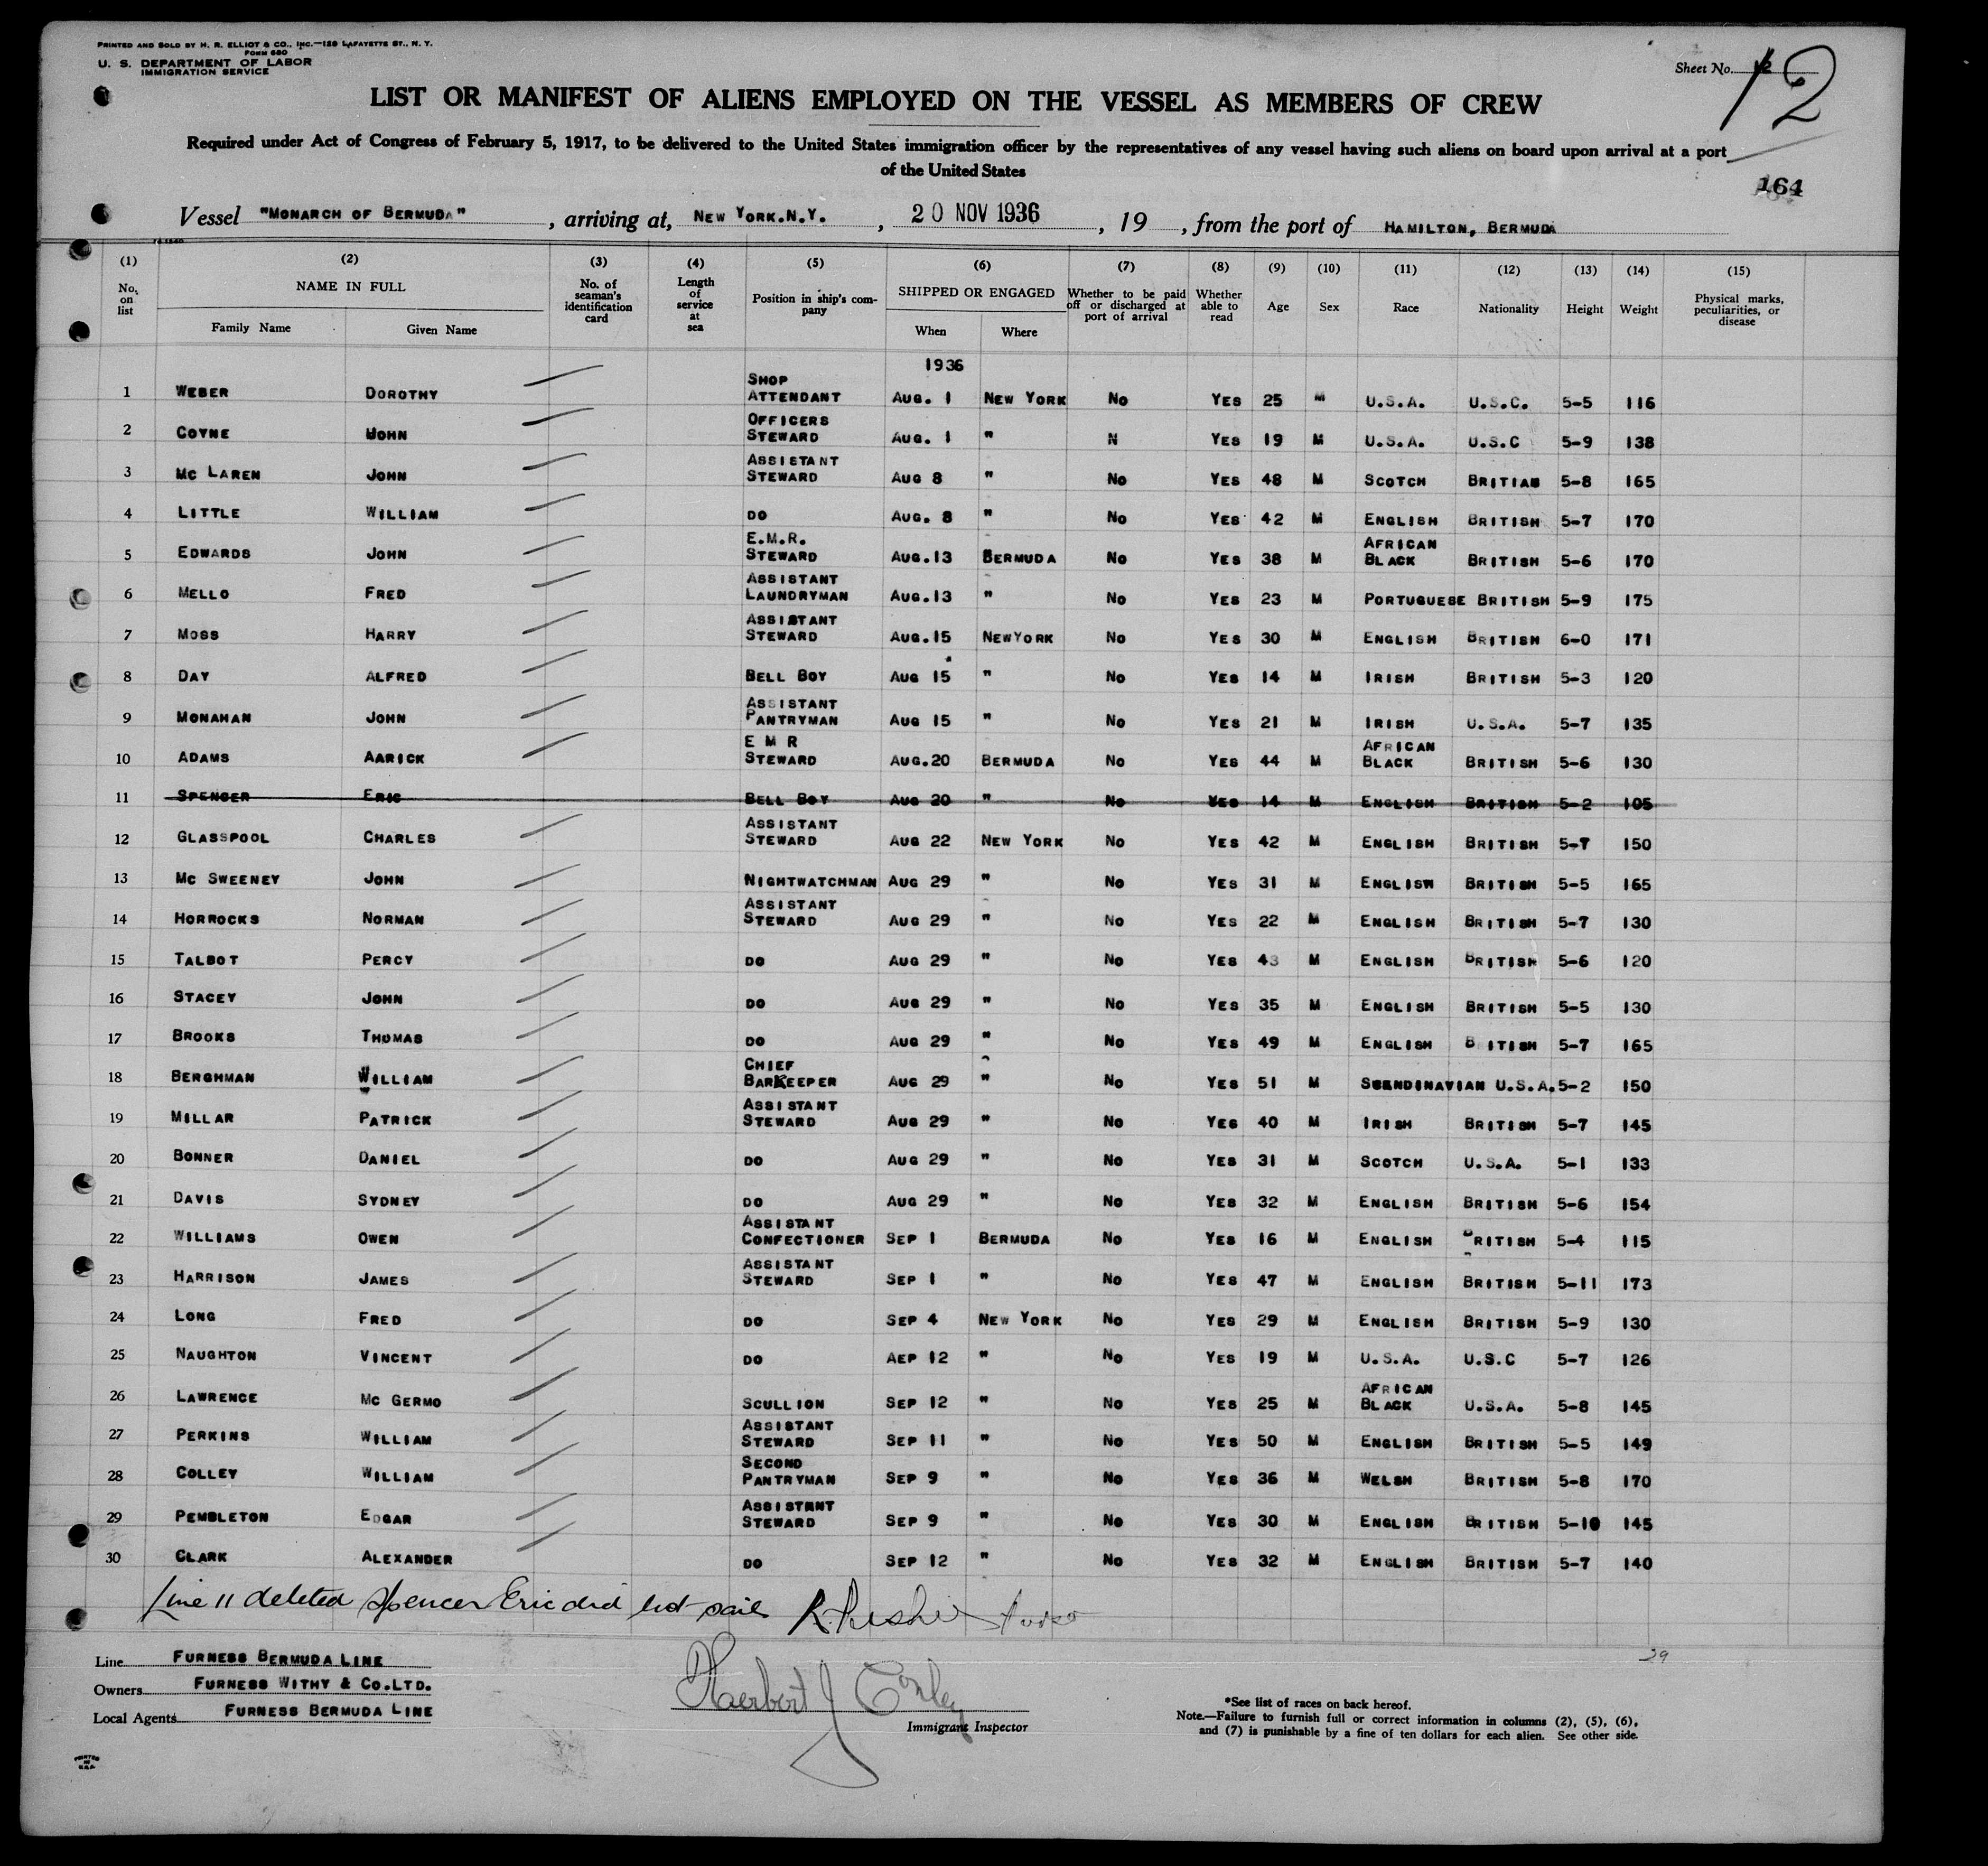 PRINTED AND SOLD BY H. R. ELLIOT & CO., INC.—129 LAFAYETTE ST., N. Y.
FORM 680
U. S. DEPARTMENT OF LABOR
IMMIGRATION SERVICE
Sheet No. 12
12
LIST OR MANIFEST OF ALIENS EMPLOYED ON THE VESSEL AS MEMBERS OF CREW
Required under Act of Congress of February 5, 1917, to be delivered to the United States immigration officer by the representatives of any vessel having such aliens on board upon arrival at a port
of the United States
164
Vessel "MONARCH OF BERMUDA", arriving at, NEW YORK.N.Y., 20 NOV 1936, 19 , from the port of HAMILTON, BERMUDA
(1) No. on list (2) NAME IN FULL Family Name Given Name (3) No. of seaman's identification card (4) Length of service at sea (5) Position in ship's company (6) SHIPPED OR ENGAGED When Where (7) Whether to be paid off or discharged at port of arrival (8) Whether able to read (9) Age (10) Sex (11) Race (12) Nationality (13) Height (14) Weight (15) Physical marks, peculiarities, or disease
1936
1 WEBER DOROTHY SHOP ATTENDANT AUG. 1 NEW YORK NO YES 25 M U.S.A. U.S.C. 5-5 116
2 COYNE JOHN OFFICERS STEWARD AUG. 1 " N YES 19 M U.S.A. U.S.C 5-9 138
3 MC LAREN JOHN ASSISTANT STEWARD AUG 8 " NO YES 48 M SCOTCH BRITIAN 5-8 165
4 LITTLE WILLIAM DO AUG. 8 " NO YES 42 M ENGLISH BRITISH 5-7 170
5 EDWARDS JOHN E.M.R. STEWARD AUG.13 BERMUDA NO YES 38 M AFRICAN BLACK BRITISH 5-6 170
6 MELLO FRED ASSISTANT LAUNDRYMAN AUG.13 " NO YES 23 M PORTUGUESE BRITISH 5-9 175
7 MOSS HARRY ASSISTANT STEWARD AUG.15 NEWYORK NO YES 30 M ENGLISH BRITISH 6-0 171
8 DAY ALFRED BELL BOY AUG 15 " NO YES 14 M IRISH BRITISH 5-3 120
9 MONAHAN JOHN ASSISTANT PANTRYMAN AUG 15 " NO YES 21 M IRISH U.S.A. 5-7 135
10 ADAMS AARICK E M R STEWARD AUG.20 BERMUDA NO YES 44 M AFRICAN BLACK BRITISH 5-6 130
11 SPENCER ERIC BELL BOY AUG 20 " NO YES 14 M ENGLISH BRITISH 5-2 105
12 GLASSPOOL CHARLES ASSISTANT STEWARD AUG 22 NEW YORK NO YES 42 M ENGLISH BRITISH 5-7 150
13 MC SWEENEY JOHN NIGHTWATCHMAN AUG 29 " NO YES 31 M ENGLISH BRITISH 5-5 165
14 HORROCKS NORMAN ASSISTANT STEWARD AUG 29 " NO YES 22 M ENGLISH BRITISH 5-7 130
15 TALBOT PERCY DO AUG 29 " NO YES 43 M ENGLISH BRITISH 5-6 120
16 STACEY JOHN DO AUG 29 " NO YES 35 M ENGLISH BRITISH 5-5 130
17 BROOKS THOMAS DO AUG 29 " NO YES 49 M ENGLISH B ITISH 5-7 165
18 BERGHMAN WILLIAM CHIEF BARKEEPER AUG 29 " NO YES 51 M SCANDINAVIAN U.S.A. 5-2 150
19 MILLAR PATRICK ASSISTANT STEWARD AUG 29 " NO YES 40 M IRISH BRITISH 5-7 145
20 BONNER DANIEL DO AUG 29 " NO YES 31 M SCOTCH U.S.A. 5-1 133
21 DAVIS SYDNEY DO AUG 29 " NO YES 32 M ENGLISH BRITISH 5-6 154
22 WILLIAMS OWEN ASSISTANT CONFECTIONER SEP 1 BERMUDA NO YES 16 M ENGLISH BRITISH 5-4 115
23 HARRISON JAMES ASSISTANT STEWARD SEP 1 " NO YES 47 M ENGLISH BRITISH 5-11 173
24 LONG FRED DO SEP 4 NEW YORK NO YES 29 M ENGLISH BRITISH 5-9 130
25 NAUGHTON VINCENT DO AEP 12 " NO YES 19 M U.S.A. U.S.C 5-7 126
26 LAWRENCE MC GERMO SCULLION SEP 12 " NO YES 25 M AFRICAN BLACK U.S.A. 5-8 145
27 PERKINS WILLIAM ASSISTANT STEWARD SEP 11 " NO YES 50 M ENGLISH BRITISH 5-5 149
28 COLLEY WILLIAM SECOND PANTRYMAN SEP 9 " NO YES 36 M WELSH BRITISH 5-8 170
29 PEMBLETON EDGAR ASSISTANT STEWARD SEP 9 " NO YES 30 M ENGLISH BRITISH 5-10 145
30 CLARK ALEXANDER DO SEP 12 " NO YES 32 M ENGLISH BRITISH 5-7 140
Line 11 deleted Spencer Eric did not sail
29
Line FURNESS BERMUDA LINE
Owners FURNESS WITHY & CO.LTD.
Local Agents FURNESS BERMUDA LINE
Herbert J Conley
Immigrant Inspector
*See list of races on back hereof.
Note.—Failure to furnish full or correct information in columns (2), (5), (6),
and (7) is punishable by a fine of ten dollars for each alien. See other side.
PRINTED IN U.S.A.